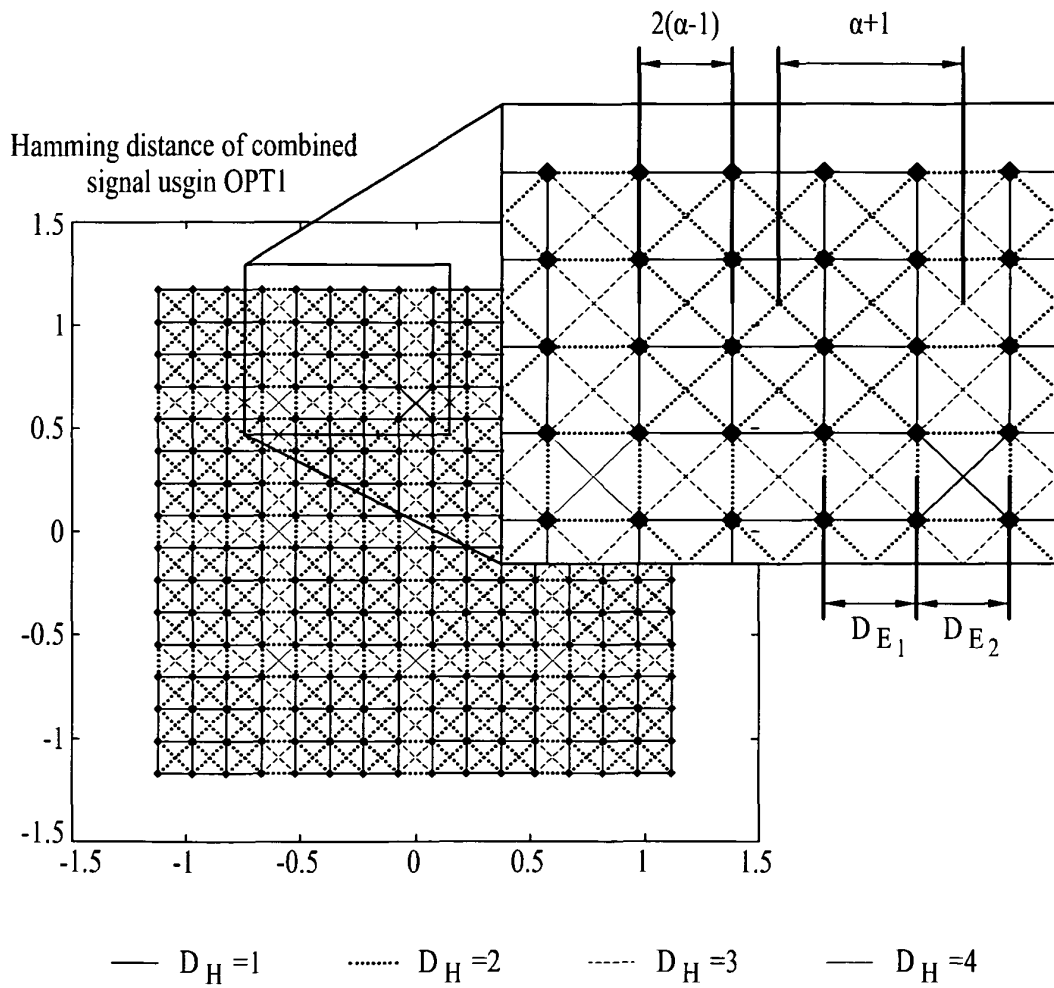 2(α-1)
α+1
Hamming distance of combined
signal usgin OPT1
1.5
1
0.5
0
-0.5
-1
-1.5
-1.5
-1
-0.5
0
0.5
1
1.5
D E1
D E2
D H =1
D H =2
D H =3
D H =4